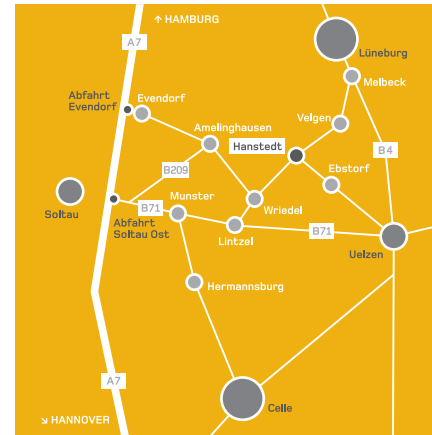 ↑ HAMBURG
A7
Lüneburg
Abfahrt
Evendorf
Evendorf
Melbeck
Velgen
Amelinghausen
Hanstedt
B4
B209
Ebstorf
Soltau
Munster
B71
Wriedel
Abfahrt
Soltau Ost
Lintzel
B71
Uelzen
Hermannsburg
A7
Celle
↘ HANNOVER